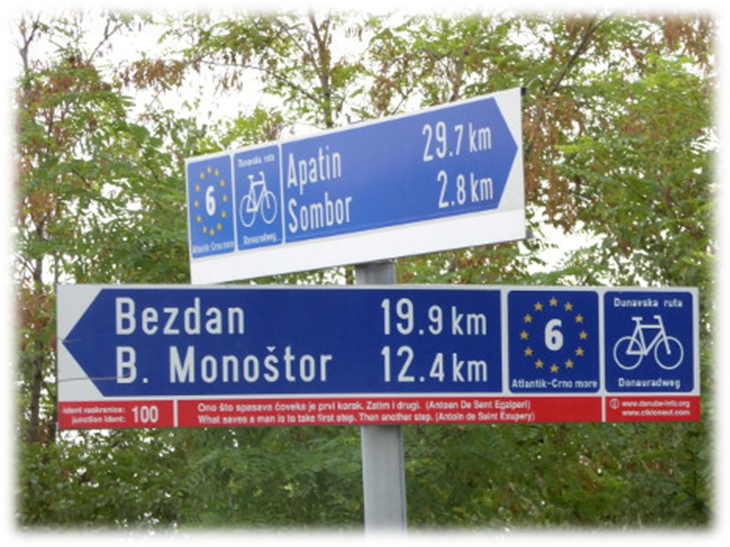 6
Atlantik-Crno more
Dunavska ruta
Donauradweg
Apatin 29.7 km
Sombor 2.8 km
Bezdan 19.9 km
B. Monoštor 12.4 km
6
Atlantik-Crno more
Dunavska ruta
Donauradweg
Ident raskrsnice: 100
junction ident:
Ono što spasava čoveka je prvi korak. Zatim i drugi. (Antoan De Sent Egziperi)
What saves a man is to take first step. Then another step. (Antoin de Saint Exupery)
www.danube-info.org
www.ciklonaut.com